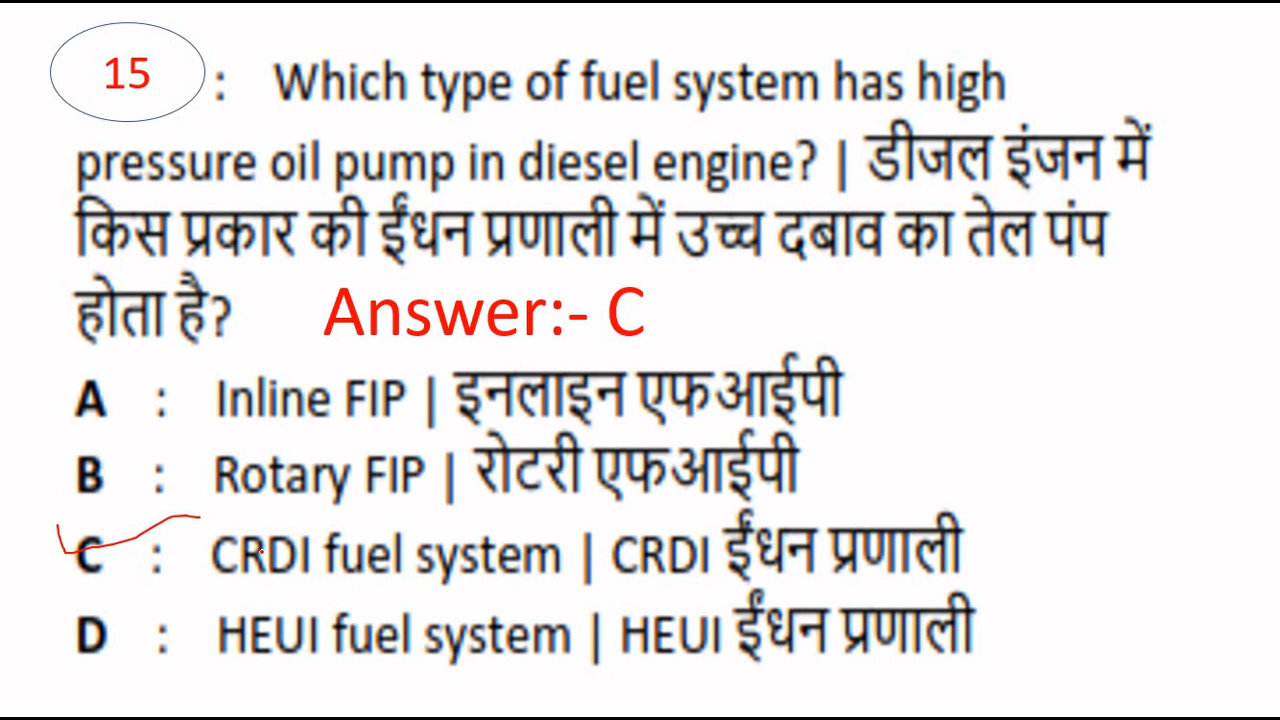 15 : Which type of fuel system has high
pressure oil pump in diesel engine? | डीजल इंजन में
किस प्रकार की ईंधन प्रणाली में उच्च दबाव का तेल पंप
होता है? Answer:- C
A : Inline FIP | इनलाइन एफआईपी
B : Rotary FIP | रोटरी एफआईपी
C : CRDI fuel system | CRDI ईंधन प्रणाली
D : HEUI fuel system | HEUI ईंधन प्रणाली